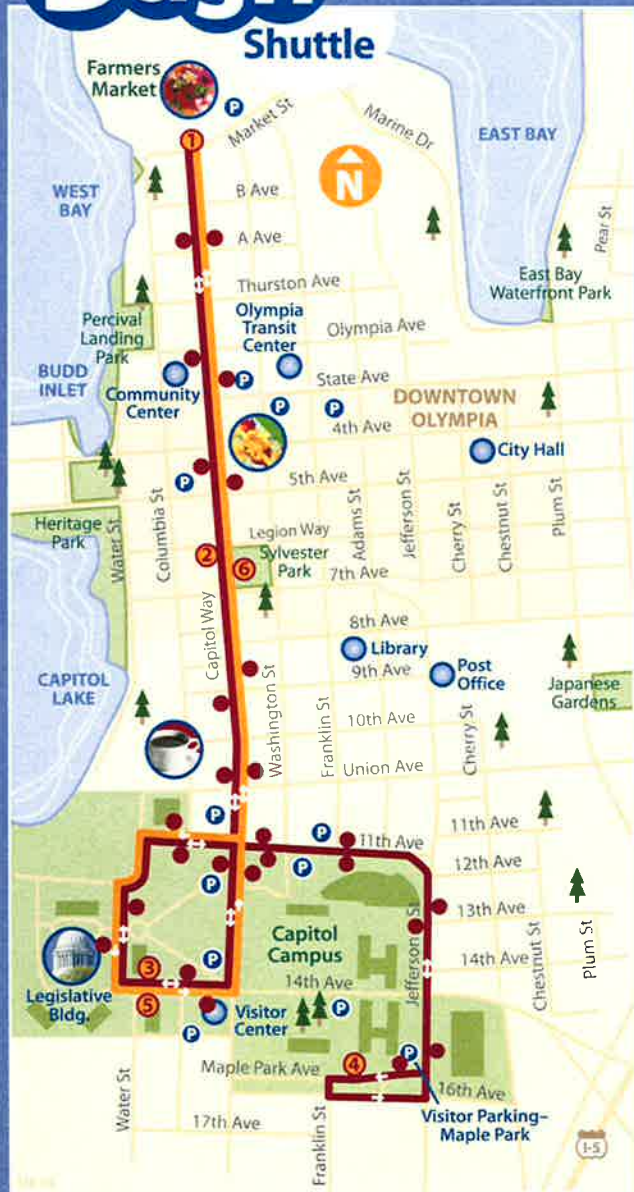 Dash
Shuttle
Farmers
Market
P
Market St
Marine Dr
EAST BAY
1
N
WEST
BAY
B Ave
A Ave
Pear St
Thurston Ave
East Bay
Waterfront Park
Olympia
Transit
Center
Percival
Landing
Park
Olympia Ave
BUDD
INLET
Community
Center
P
State Ave
P
P
DOWNTOWN
OLYMPIA
4th Ave
City Hall
P
5th Ave
Heritage
Park
Water St
Columbia St
Adams St
Jefferson St
Cherry St
Chestnut St
Plum St
Legion Way
2
6
Sylvester
Park
7th Ave
Capitol Way
8th Ave
Library
9th Ave
Post
Office
CAPITOL
LAKE
Japanese
Gardens
Washington St
Franklin St
10th Ave
Cherry St
Union Ave
P
P
11th Ave
11th Ave
P
12th Ave
P
13th Ave
Capitol
Campus
Jefferson St
14th Ave
Chestnut St
Plum St
P
3
14th Ave
Legislative
Bldg.
5
Visitor
Center
P
P
P
Maple Park Ave
4
16th Ave
Water St
17th Ave
Franklin St
Visitor Parking–
Maple Park
I-5